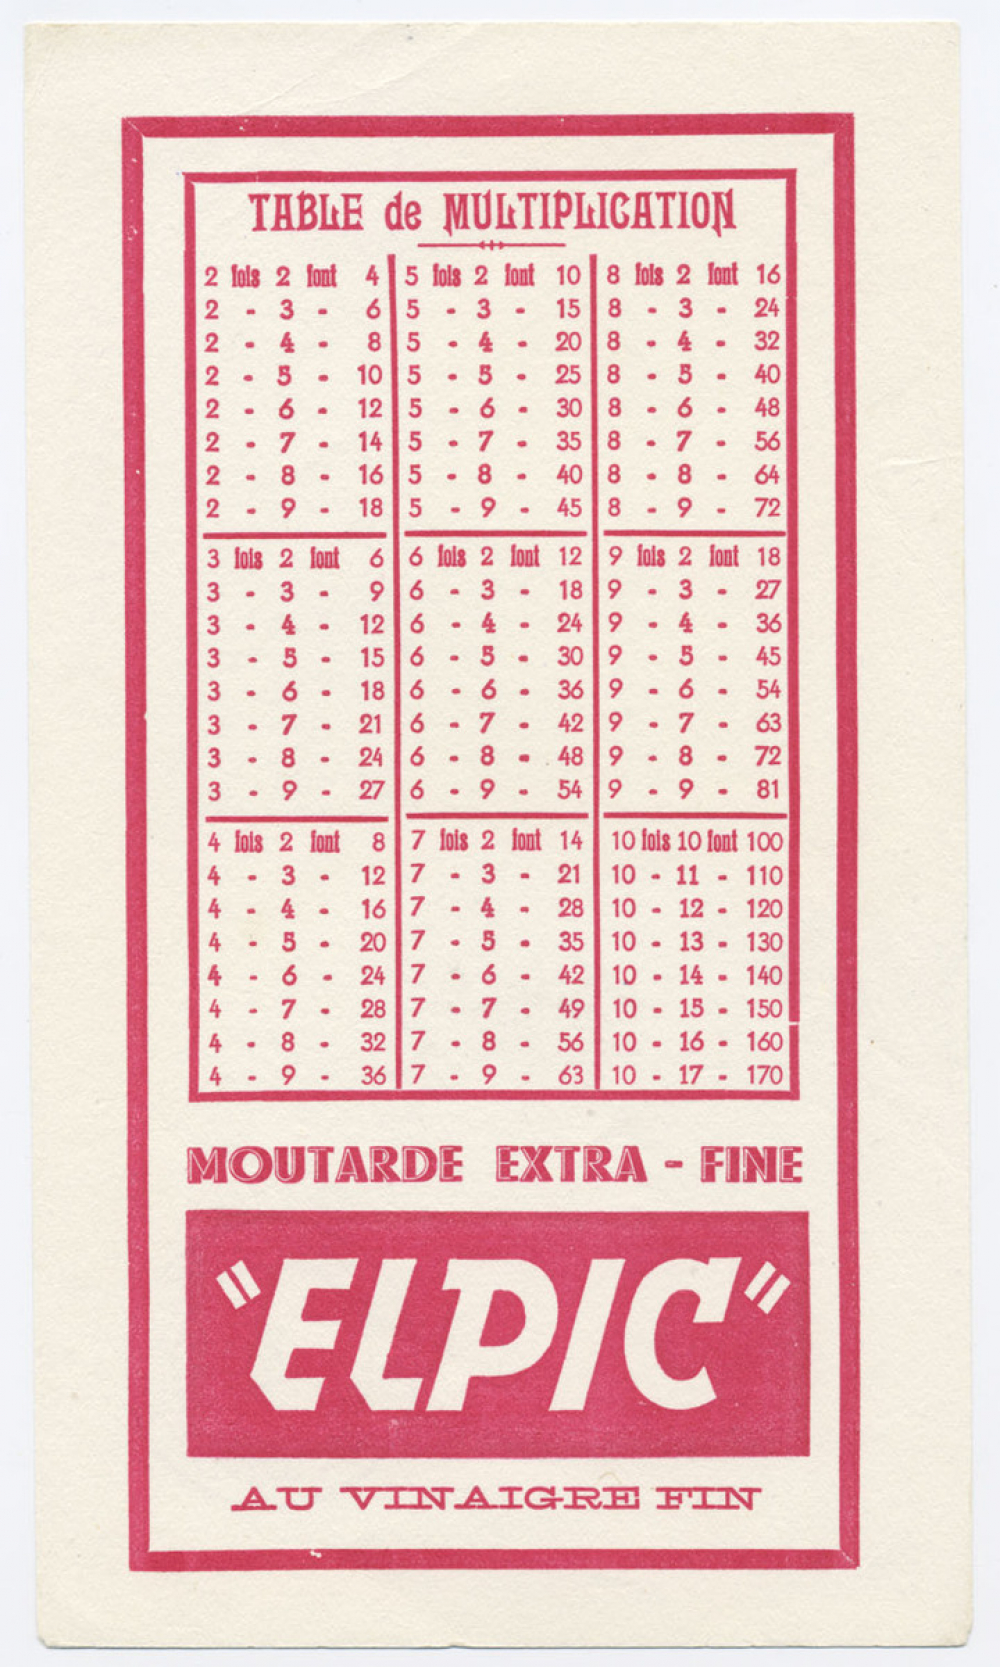 TABLE de MULTIPLICATION
2 fois 2 font 4
2 - 3 - 6
2 - 4 - 8
2 - 5 - 10
2 - 6 - 12
2 - 7 - 14
2 - 8 - 16
2 - 9 - 18
3 fois 2 font 6
3 - 3 - 9
3 - 4 - 12
3 - 5 - 15
3 - 6 - 18
3 - 7 - 21
3 - 8 - 24
3 - 9 - 27
4 fois 2 font 8
4 - 3 - 12
4 - 4 - 16
4 - 5 - 20
4 - 6 - 24
4 - 7 - 28
4 - 8 - 32
4 - 9 - 36
5 fois 2 font 10
5 - 3 - 15
5 - 4 - 20
5 - 5 - 25
5 - 6 - 30
5 - 7 - 35
5 - 8 - 40
5 - 9 - 45
6 fois 2 font 12
6 - 3 - 18
6 - 4 - 24
6 - 5 - 30
6 - 6 - 36
6 - 7 - 42
6 - 8 - 48
6 - 9 - 54
7 fois 2 font 14
7 - 3 - 21
7 - 4 - 28
7 - 5 - 35
7 - 6 - 42
7 - 7 - 49
7 - 8 - 56
7 - 9 - 63
8 fois 2 font 16
8 - 3 - 24
8 - 4 - 32
8 - 5 - 40
8 - 6 - 48
8 - 7 - 56
8 - 8 - 64
8 - 9 - 72
9 fois 2 font 18
9 - 3 - 27
9 - 4 - 36
9 - 5 - 45
9 - 6 - 54
9 - 7 - 63
9 - 8 - 72
9 - 9 - 81
10 fois 10 font 100
10 - 11 - 110
10 - 12 - 120
10 - 13 - 130
10 - 14 - 140
10 - 15 - 150
10 - 16 - 160
10 - 17 - 170
MOUTARDE EXTRA - FINE
"ELPIC"
AU VINAIGRE FIN